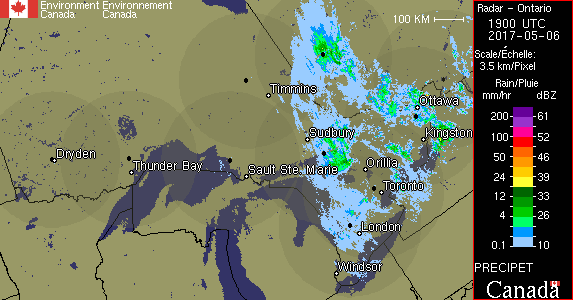 Environment Environnement
Canada Canada
100 KM
Timmins
Ottawa
Sudbury
Kingston
Dryden
Thunder Bay
Sault Ste. Marie
Orillia
Toronto
London
Windsor
Radar - Ontario
1900 UTC
2017-05-06
Scale/Échelle:
3.5 km/Pixel
Rain/Pluie
mm/hr dBZ
200 61
100 52
50 46
24 39
12 33
4 26
0.1 10
PRECIPET
Canada